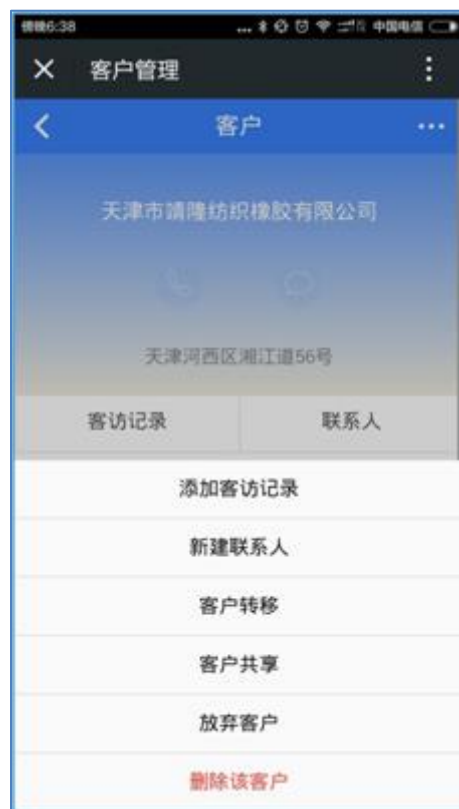 傍晚6:38 ... 中国电信
客户管理
客户
天津市靖隆纺织橡胶有限公司
天津河西区湘江道56号
客访记录 联系人
添加客访记录
新建联系人
客户转移
客户共享
放弃客户
删除该客户